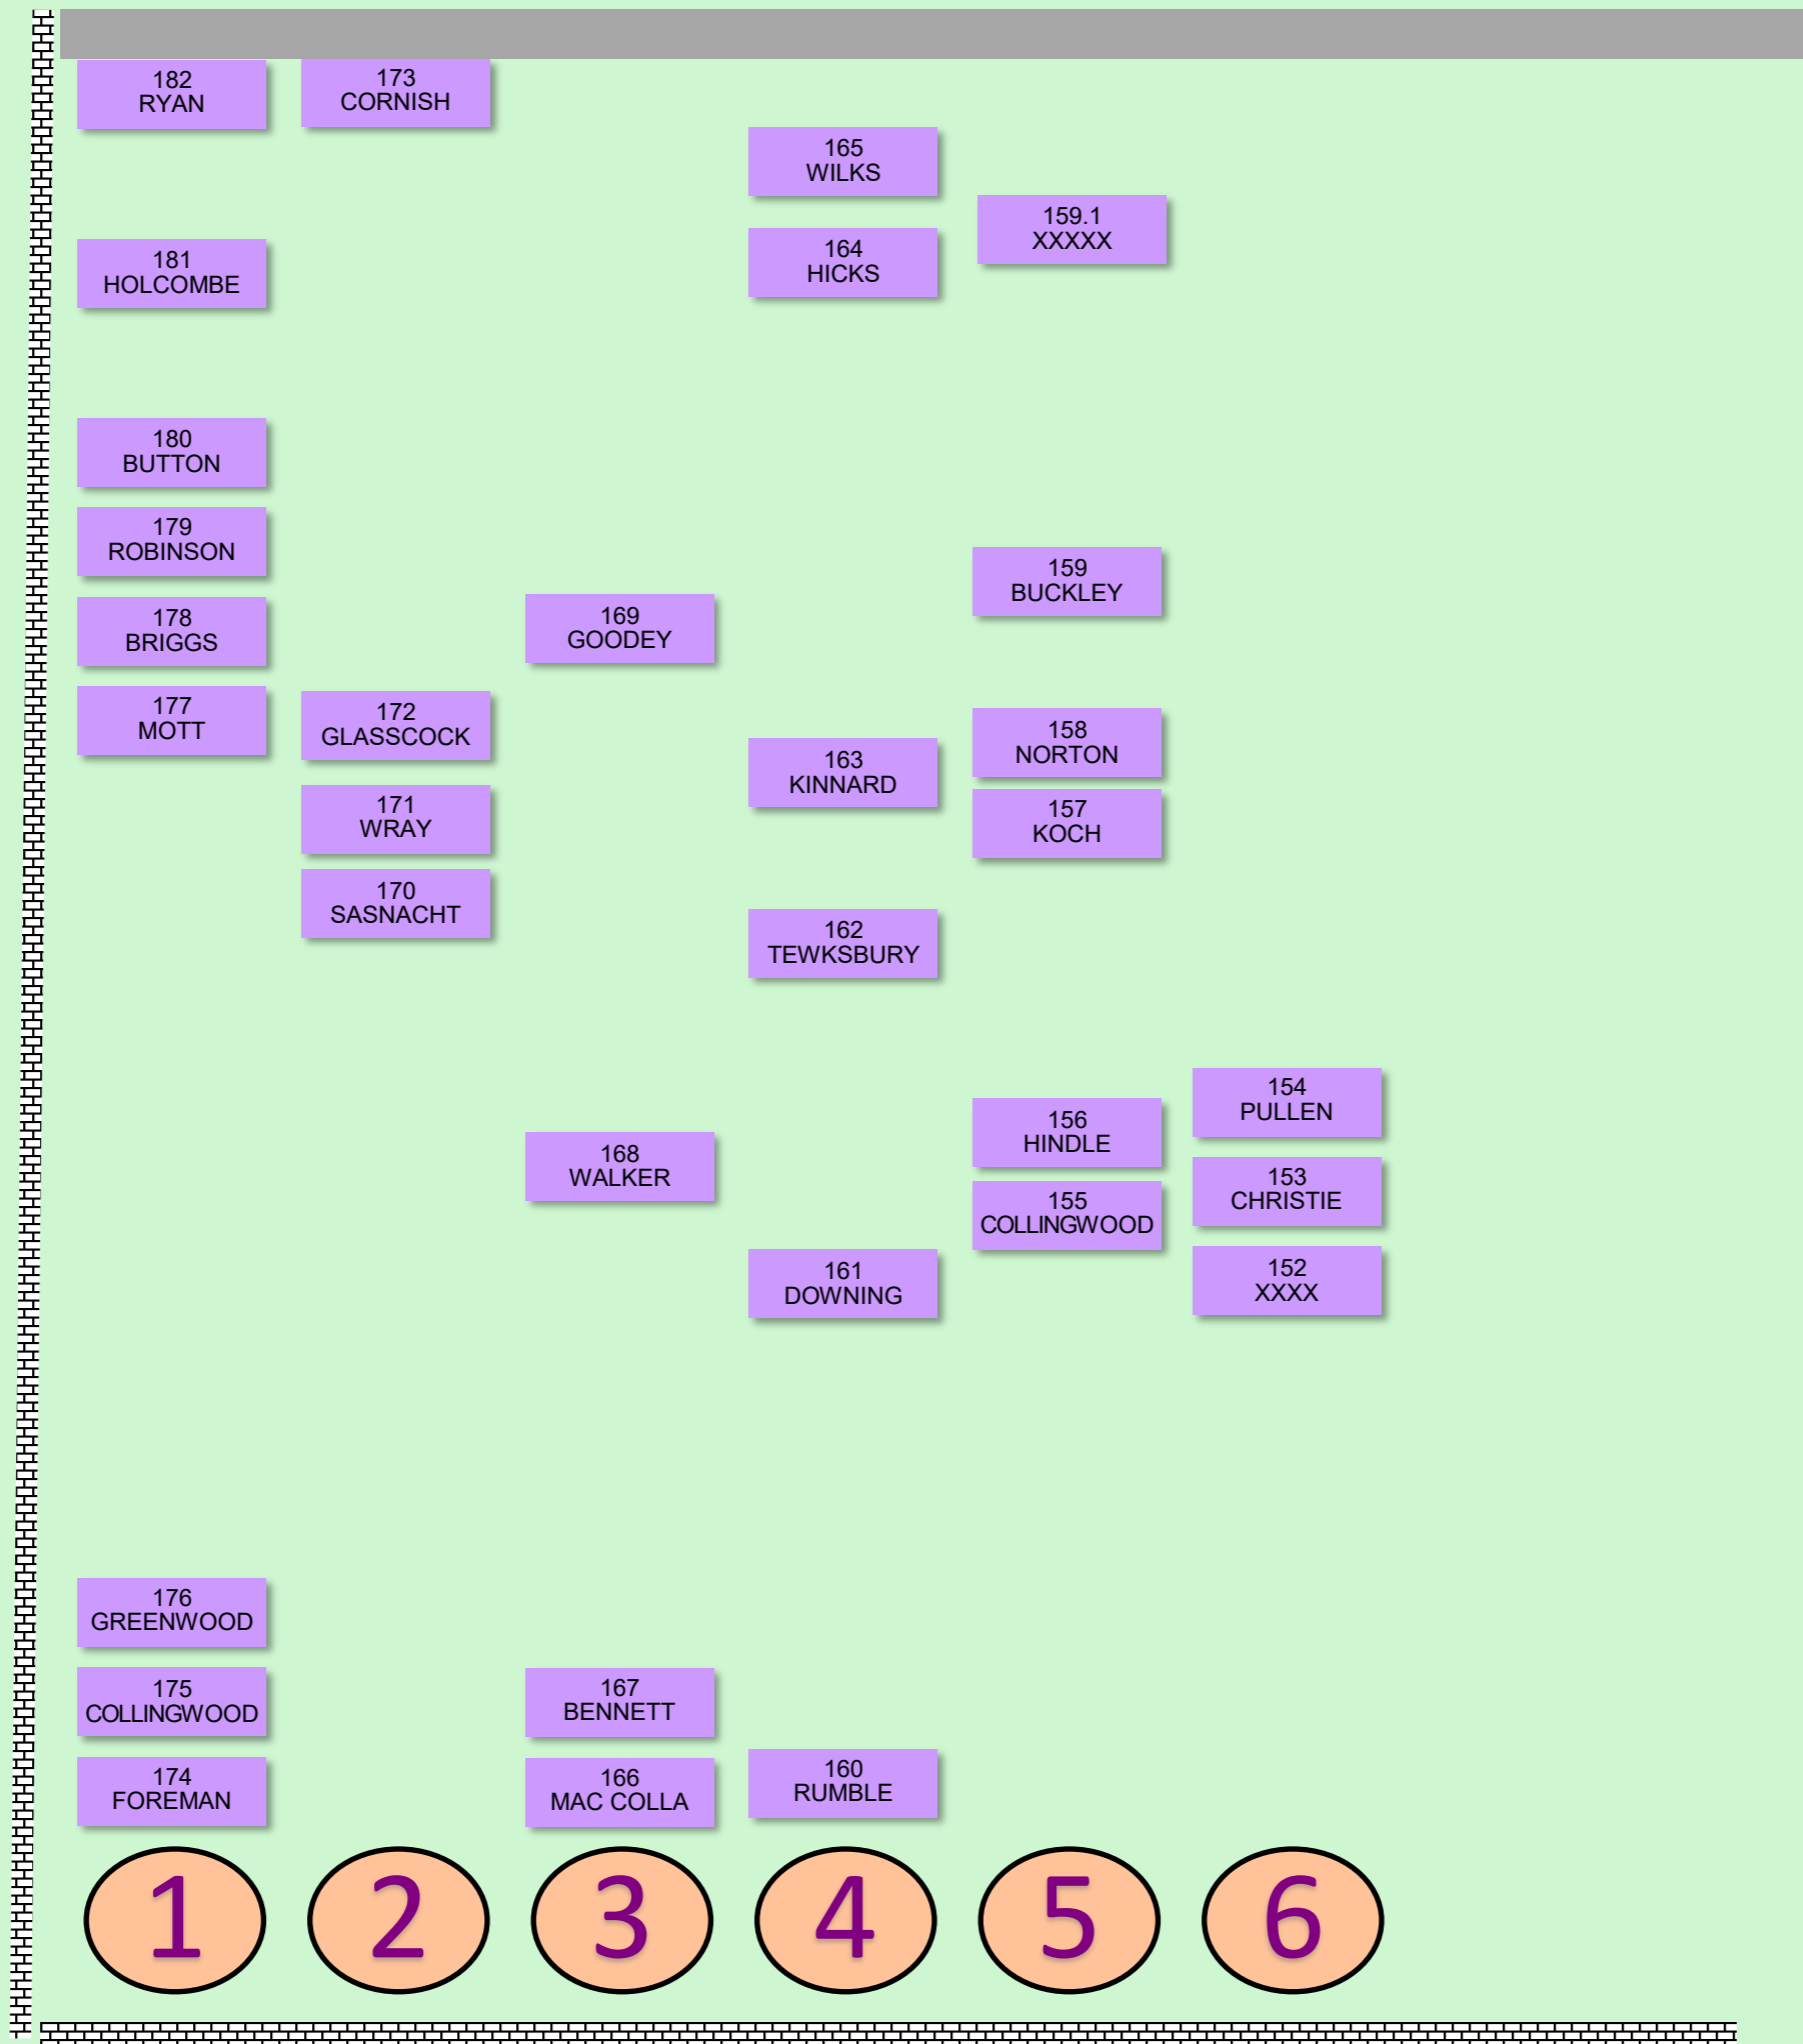 182
RYAN
173
CORNISH
165
WILKS
159.1
XXXXX
164
HICKS
181
HOLCOMBE
180
BUTTON
179
ROBINSON
159
BUCKLEY
178
BRIGGS
169
GOODEY
177
MOTT
172
GLASSCOCK
158
NORTON
163
KINNARD
171
WRAY
157
KOCH
170
SASNACHT
162
TEWKSBURY
154
PULLEN
156
HINDLE
168
WALKER
153
CHRISTIE
155
COLLINGWOOD
161
DOWNING
152
XXXX
176
GREENWOOD
175
COLLINGWOOD
167
BENNETT
174
FOREMAN
166
MAC COLLA
160
RUMBLE
1
2
3
4
5
6